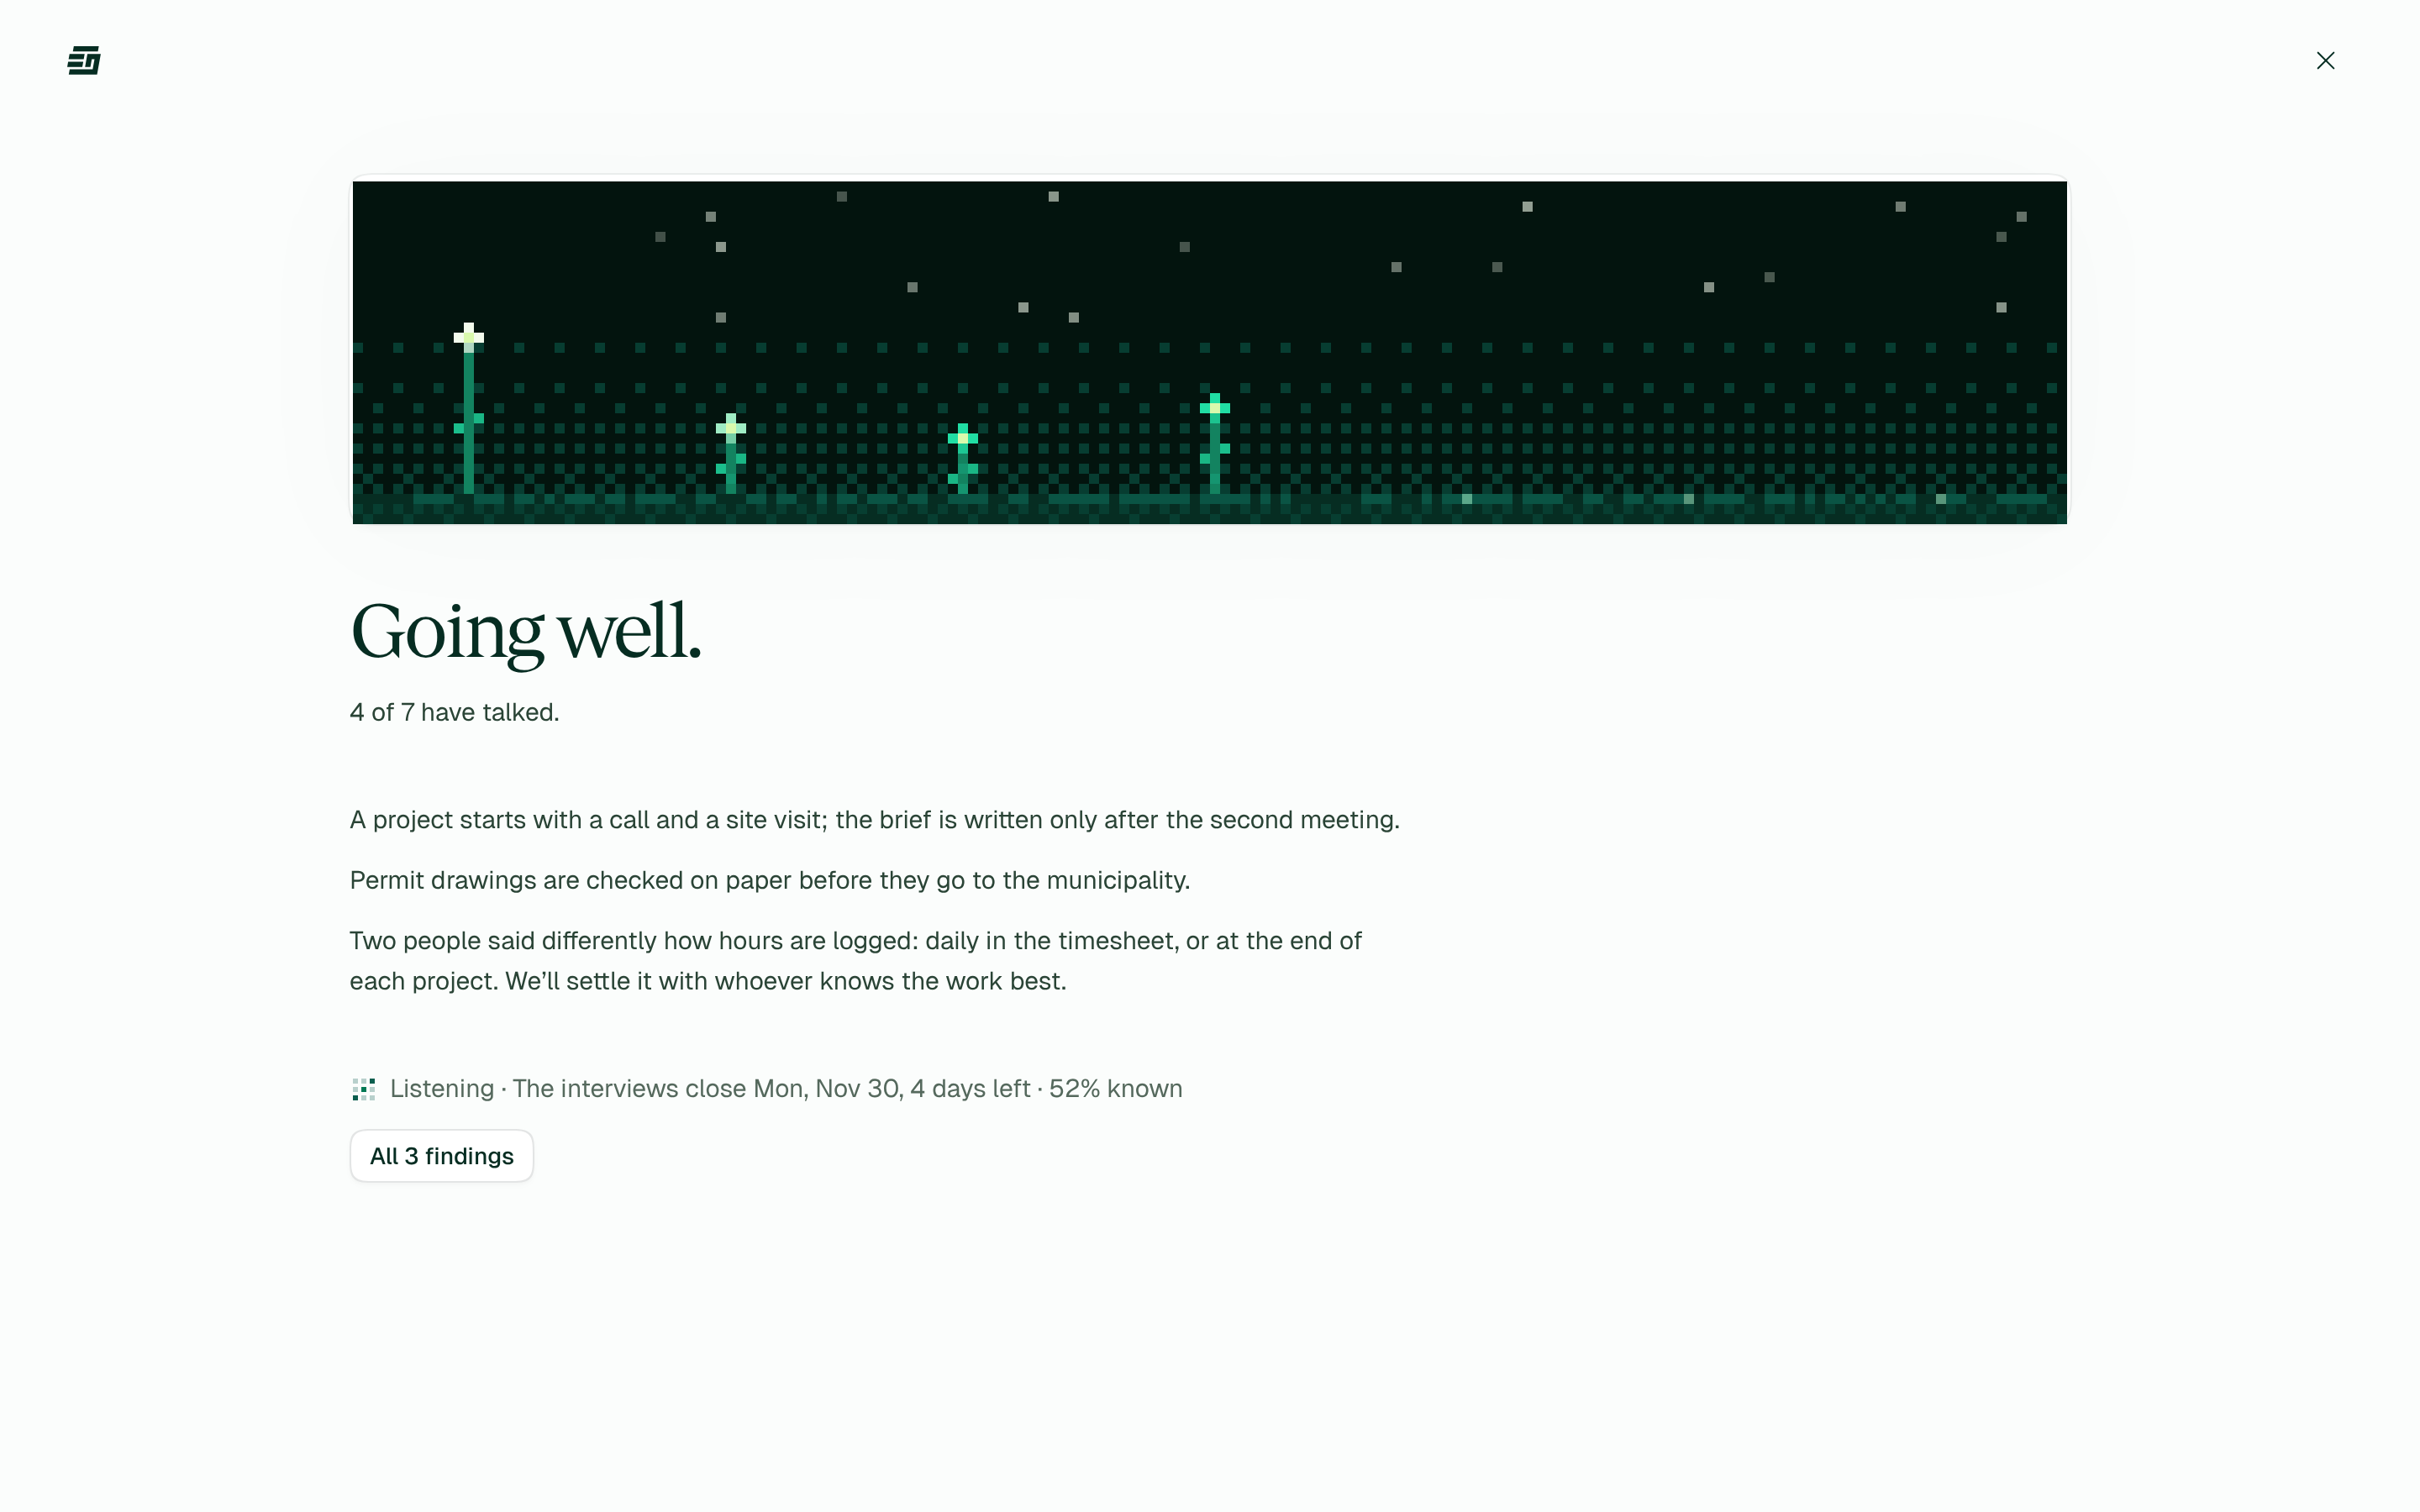 Going well.
4 of 7 have talked.
A project starts with a call and a site visit; the brief is written only after the second meeting.
Permit drawings are checked on paper before they go to the municipality.
Two people said differently how hours are logged: daily in the timesheet, or at the end of
each project. We’ll settle it with whoever knows the work best.
Listening · The interviews close Mon, Nov 30, 4 days left · 52% known
All 3 findings